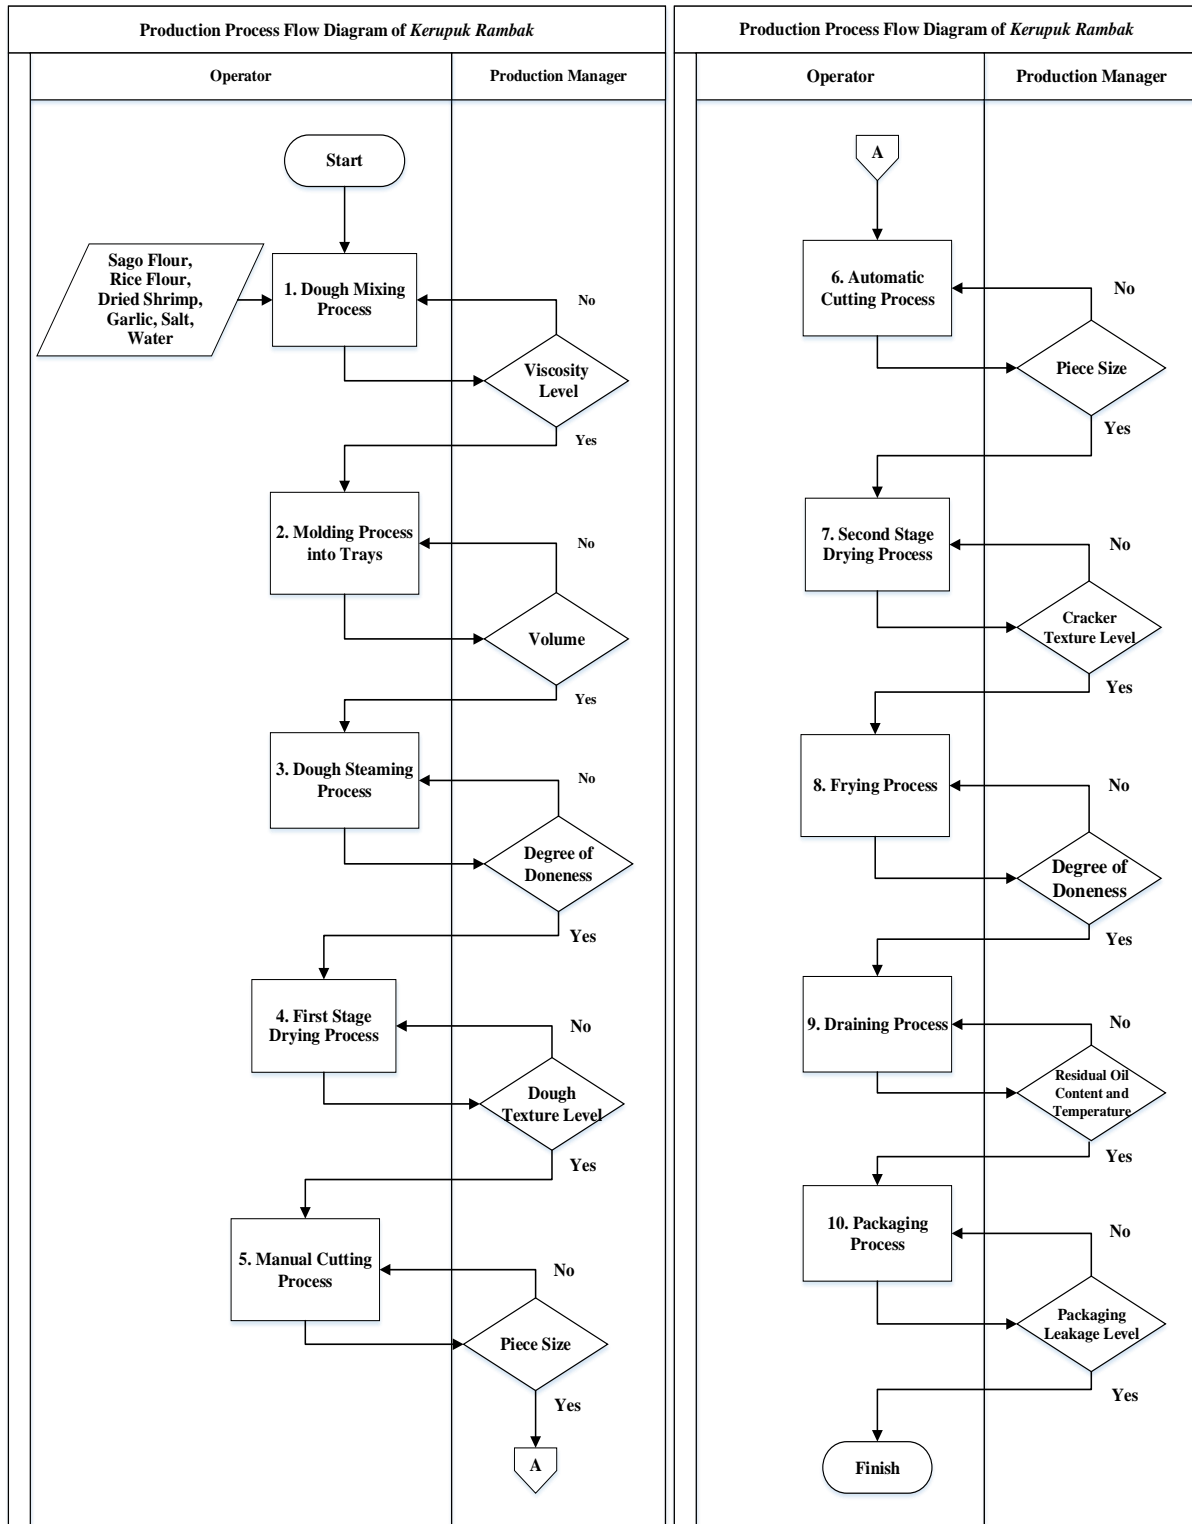 Production Process Flow Diagram of Kerupuk Rambak
Operator
Production Manager
Start
Sago Flour,
Rice Flour,
Dried Shrimp,
Garlic, Salt,
Water
1. Dough Mixing
Process
No
Viscosity
Level
Yes
2. Molding Process
into Trays
No
Volume
Yes
3. Dough Steaming
Process
No
Degree of
Doneness
Yes
4. First Stage
Drying Process
No
Dough
Texture Level
Yes
5. Manual Cutting
Process
No
Piece Size
Yes
A
Production Process Flow Diagram of Kerupuk Rambak
Operator
Production Manager
A
6. Automatic
Cutting Process
No
Piece Size
Yes
7. Second Stage
Drying Process
No
Cracker
Texture Level
Yes
8. Frying Process
No
Degree of
Doneness
Yes
9. Draining Process
No
Residual Oil
Content and
Temperature
Yes
10. Packaging
Process
No
Packaging
Leakage Level
Yes
Finish